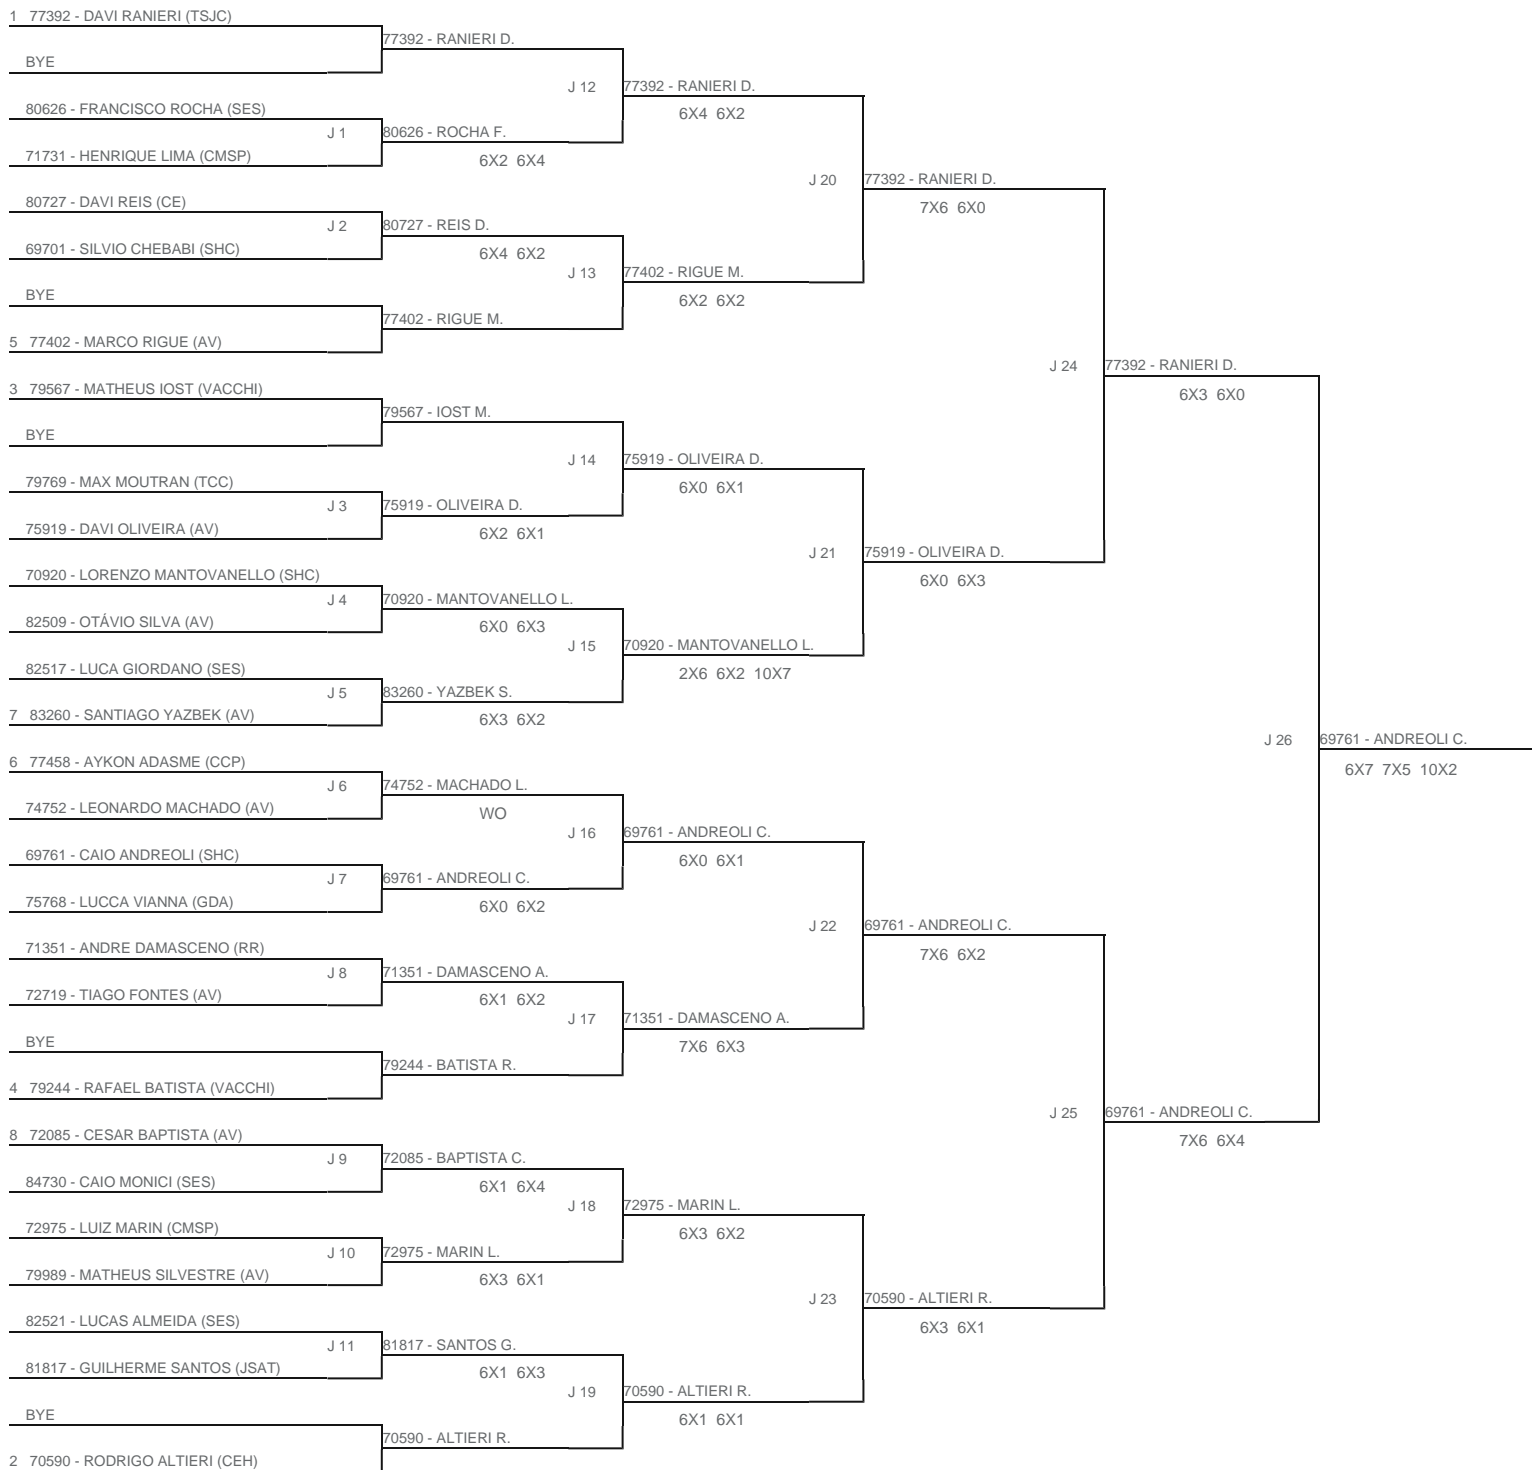 1 77392 - DAVI RANIERI (TSJC)
77392 - RANIERI D.
BYE
J 12
77392 - RANIERI D.
6X4 6X2
80626 - FRANCISCO ROCHA (SES)
J 1
80626 - ROCHA F.
71731 - HENRIQUE LIMA (CMSP)
6X2 6X4
J 20
77392 - RANIERI D.
7X6 6X0
80727 - DAVI REIS (CE)
J 2
80727 - REIS D.
69701 - SILVIO CHEBABI (SHC)
6X4 6X2
J 13
77402 - RIGUE M.
6X2 6X2
BYE
77402 - RIGUE M.
5 77402 - MARCO RIGUE (AV)
J 24
77392 - RANIERI D.
6X3 6X0
3 79567 - MATHEUS IOST (VACCHI)
79567 - IOST M.
BYE
J 14
75919 - OLIVEIRA D.
6X0 6X1
79769 - MAX MOUTRAN (TCC)
J 3
75919 - OLIVEIRA D.
75919 - DAVI OLIVEIRA (AV)
6X2 6X1
J 21
75919 - OLIVEIRA D.
6X0 6X3
70920 - LORENZO MANTOVANELLO (SHC)
J 4
70920 - MANTOVANELLO L.
82509 - OTÁVIO SILVA (AV)
6X0 6X3
J 15
70920 - MANTOVANELLO L.
2X6 6X2 10X7
82517 - LUCA GIORDANO (SES)
J 5
83260 - YAZBEK S.
7 83260 - SANTIAGO YAZBEK (AV)
6X3 6X2
J 26
69761 - ANDREOLI C.
6X7 7X5 10X2
6 77458 - AYKON ADASME (CCP)
J 6
74752 - MACHADO L.
74752 - LEONARDO MACHADO (AV)
WO
J 16
69761 - ANDREOLI C.
6X0 6X1
69761 - CAIO ANDREOLI (SHC)
J 7
69761 - ANDREOLI C.
75768 - LUCCA VIANNA (GDA)
6X0 6X2
J 22
69761 - ANDREOLI C.
7X6 6X2
71351 - ANDRE DAMASCENO (RR)
J 8
71351 - DAMASCENO A.
72719 - TIAGO FONTES (AV)
6X1 6X2
J 17
71351 - DAMASCENO A.
7X6 6X3
BYE
79244 - BATISTA R.
4 79244 - RAFAEL BATISTA (VACCHI)
J 25
69761 - ANDREOLI C.
7X6 6X4
8 72085 - CESAR BAPTISTA (AV)
J 9
72085 - BAPTISTA C.
84730 - CAIO MONICI (SES)
6X1 6X4
J 18
72975 - MARIN L.
6X3 6X2
72975 - LUIZ MARIN (CMSP)
J 10
72975 - MARIN L.
79989 - MATHEUS SILVESTRE (AV)
6X3 6X1
J 23
70590 - ALTIERI R.
6X3 6X1
82521 - LUCAS ALMEIDA (SES)
J 11
81817 - SANTOS G.
81817 - GUILHERME SANTOS (JSAT)
6X1 6X3
J 19
70590 - ALTIERI R.
6X1 6X1
BYE
70590 - ALTIERI R.
2 70590 - RODRIGO ALTIERI (CEH)